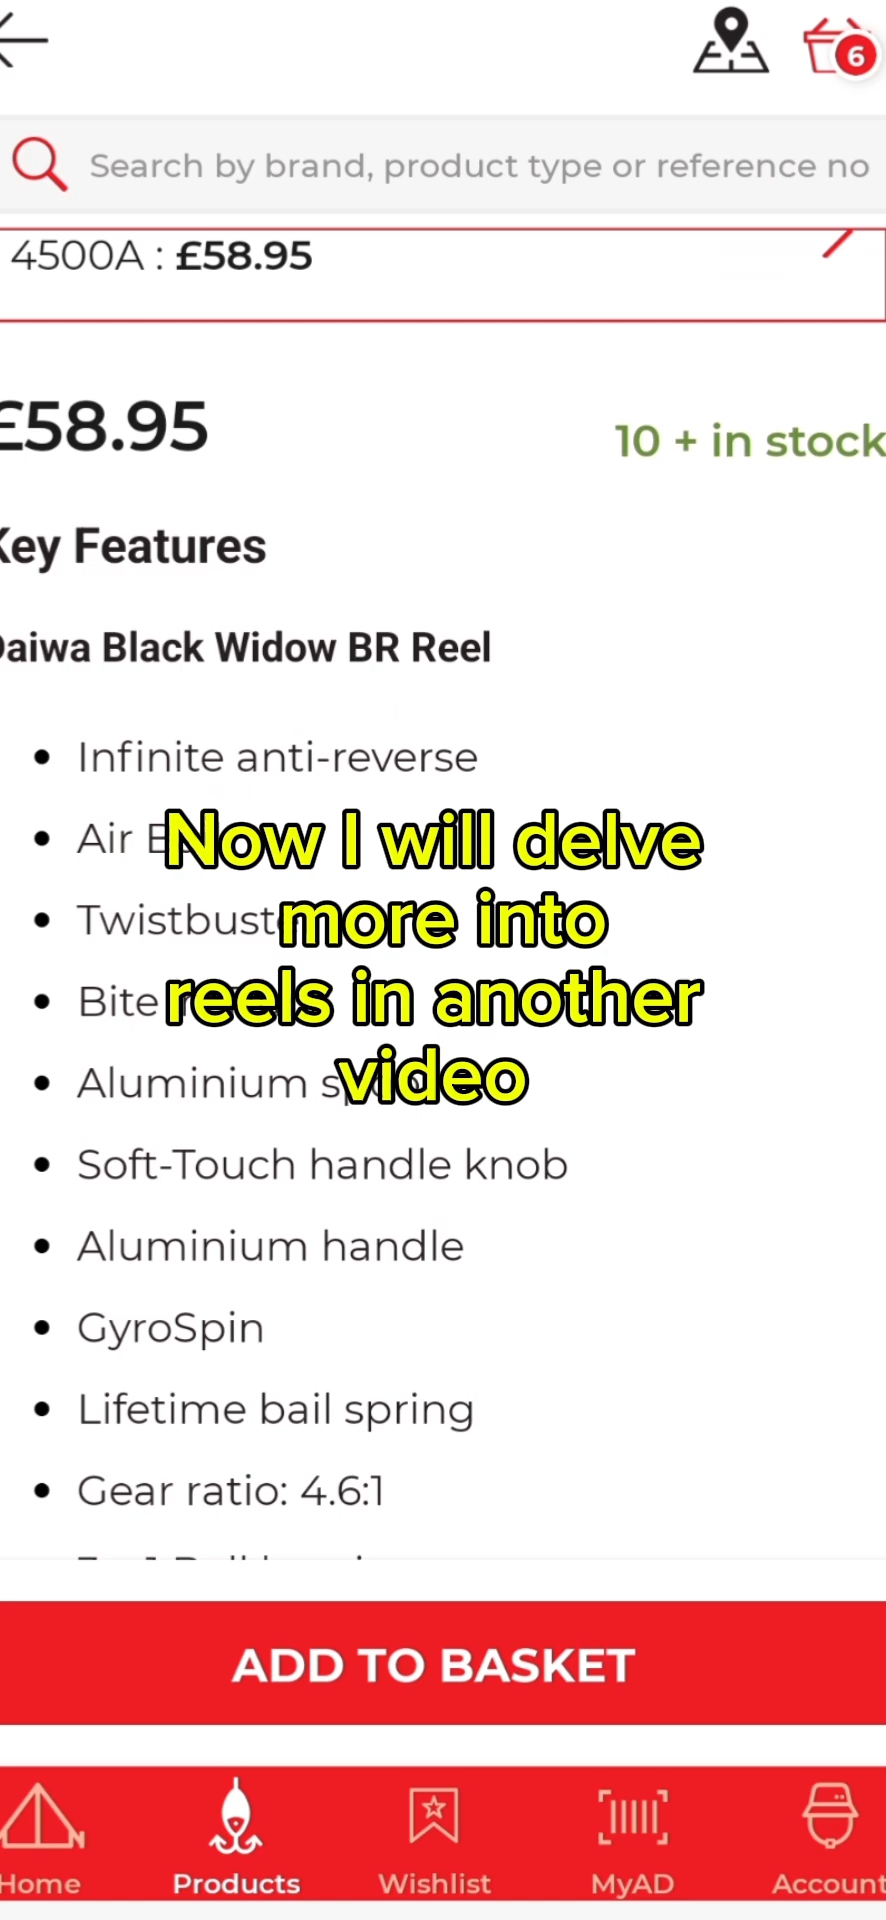 6
Search by brand, product type or reference no
4500A : £58.95
£58.95
10 + in stock
Key Features
Daiwa Black Widow BR Reel
Infinite anti-reverse
Air
Now I will delve
more into
reels in another
video
Bite
Aluminium
Soft-Touch handle knob
Aluminium handle
GyroSpin
Lifetime bail spring
Gear ratio: 4.6:1
ADD TO BASKET
Home
Products
Wishlist
MyAD
Account